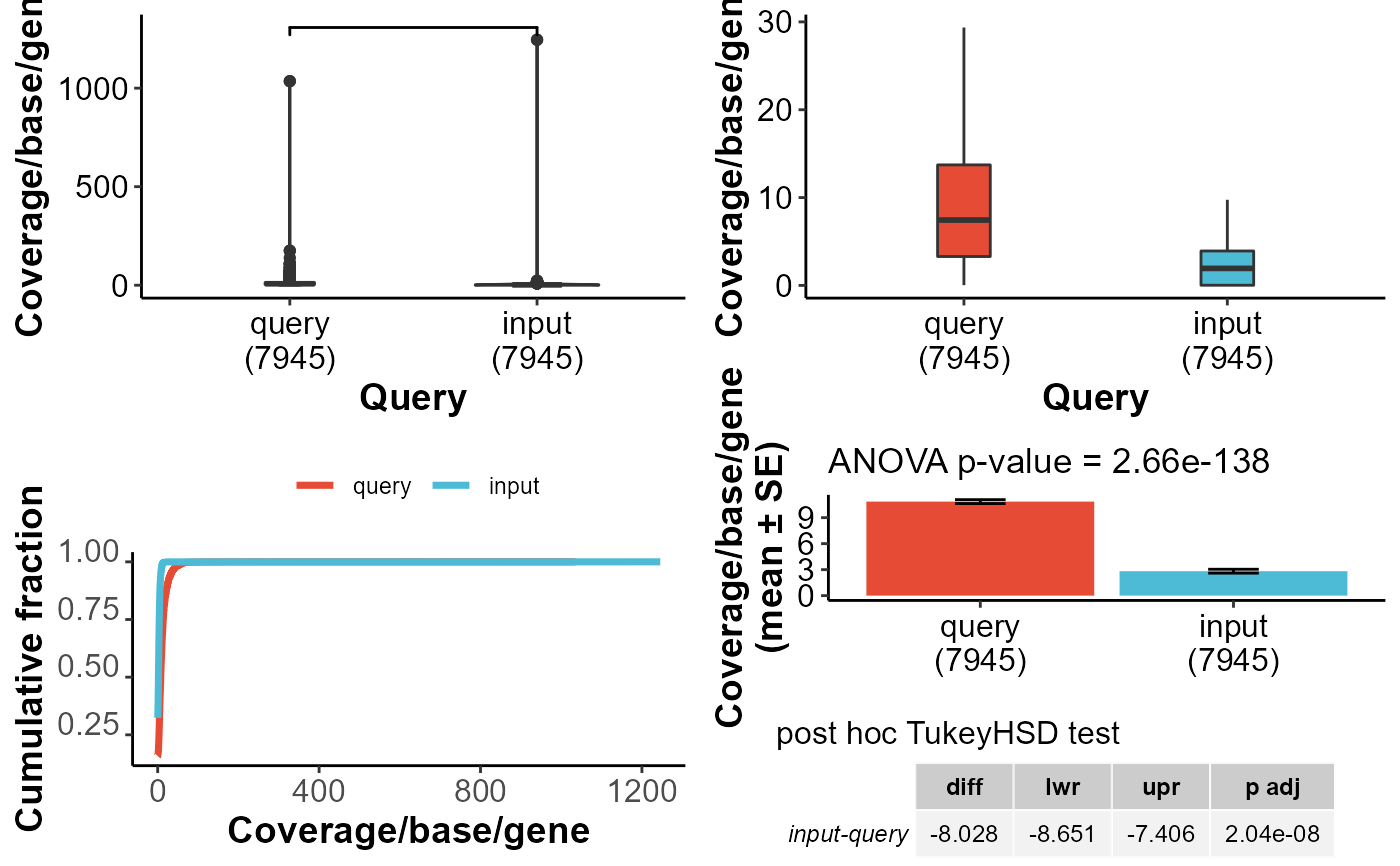 Coverage/base/gen
1000
500
0
query
(7945)
input
(7945)
Query
Coverage/base/gen
30
20
10
0
query
(7945)
input
(7945)
Query
query input
Cumulative fraction
1.00
0.75
0.50
0.25
0 400 800 1200
Coverage/base/gene
Coverage/base/gene
(mean ± SE)
ANOVA p-value = 2.66e-138
9
6
3
0
query
(7945)
input
(7945)
post hoc TukeyHSD test
diff lwr upr p adj
input-query -8.028 -8.651 -7.406 2.04e-08